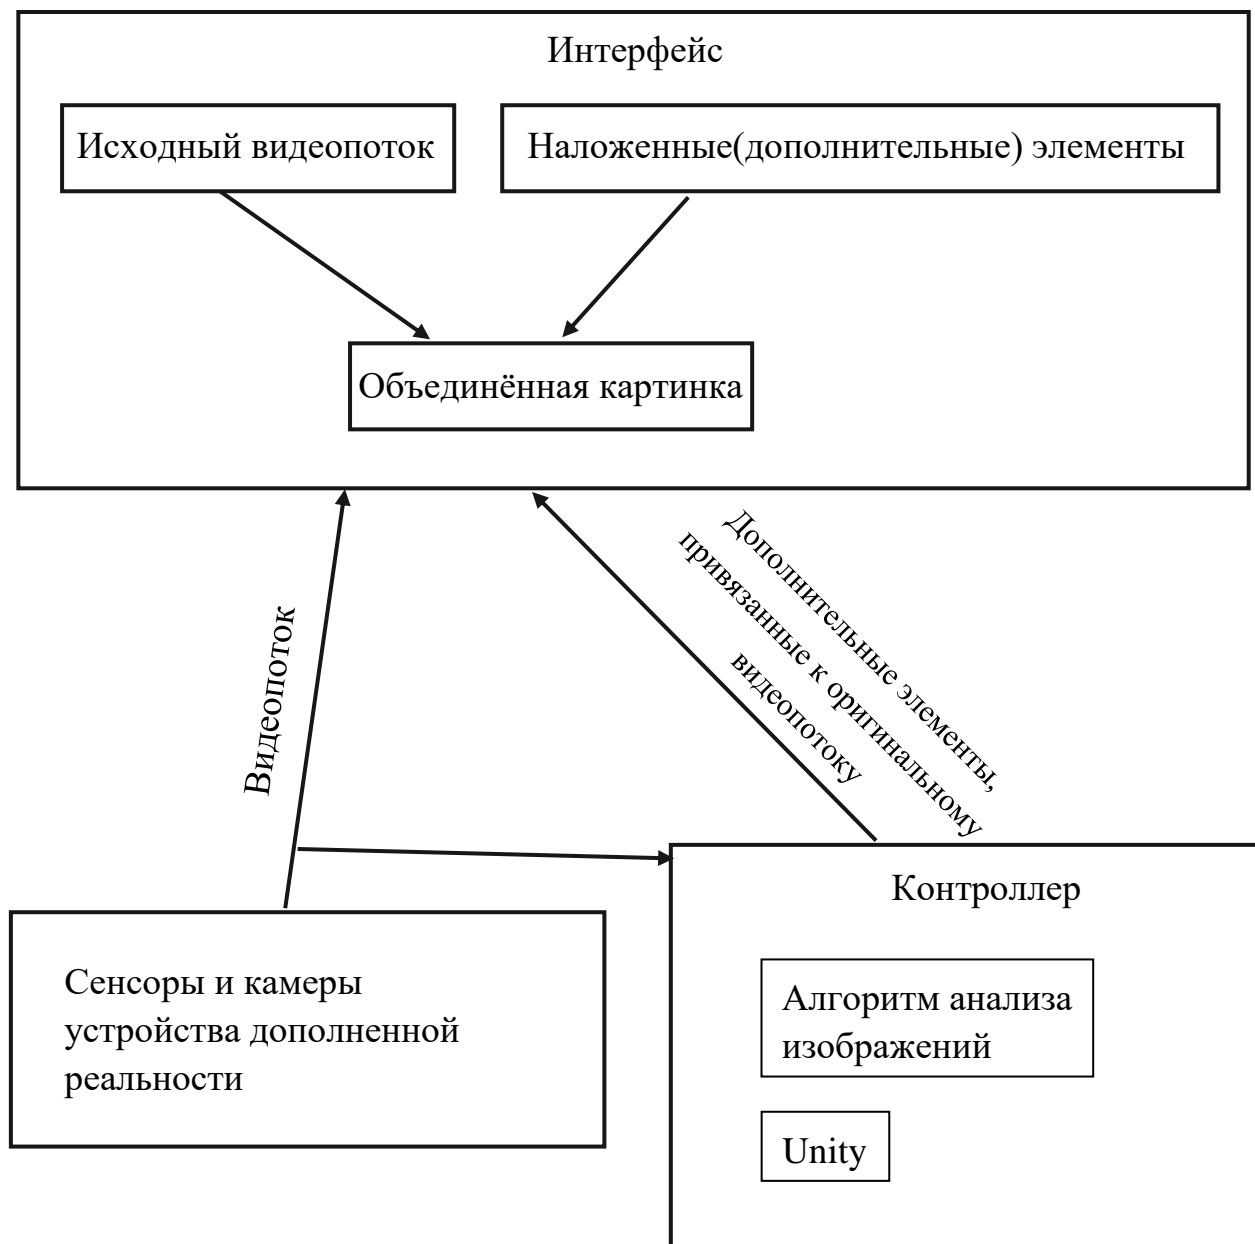 Интерфейс
Исходный видеопоток
Наложенные(дополнительные) элементы
Объединённая картинка
Видеопоток
Дополнительные элементы,
привязанные к оригинальному
видеопотоку
Контроллер
Сенсоры и камеры
устройства дополненной
реальности
Алгоритм анализа
изображений
Unity